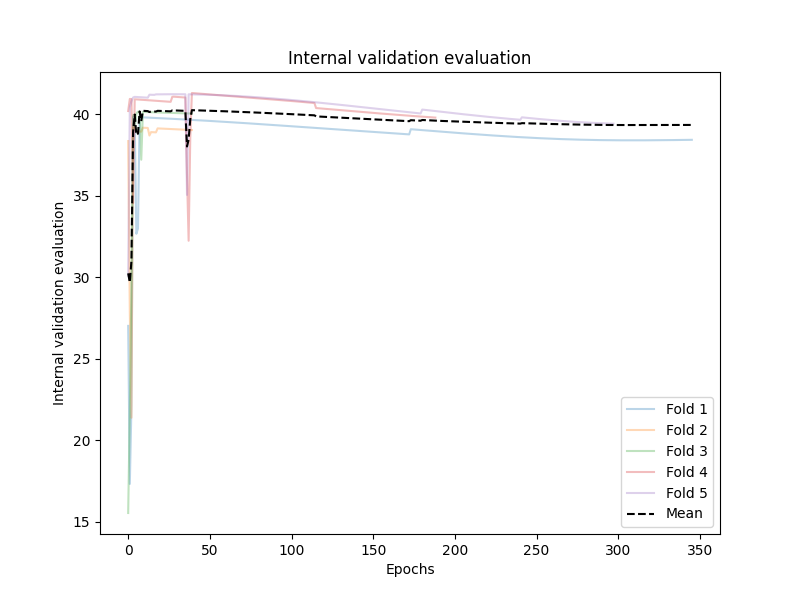 Internal validation evaluation
Internal validation evaluation
40
35
30
25
20
15
0 50 100 150 200 250 300 350
Epochs
Fold 1
Fold 2
Fold 3
Fold 4
Fold 5
Mean